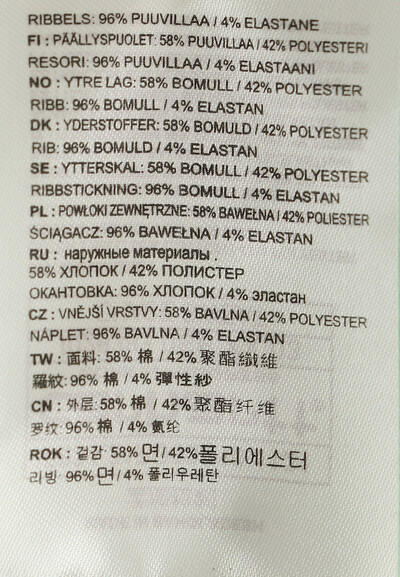 RIBBELS: 96% PUUVILLAA / 4% ELASTANE
FI : PÄÄLLYSPUOLET: 58% PUUVILLAA / 42% POLYESTERI
RESORI: 96% PUUVILLAA / 4% ELASTAANI
NO : YTRE LAG: 58% BOMULL / 42% POLYESTER
RIBB: 96% BOMULL / 4% ELASTAN
DK : YDERSTOFFER: 58% BOMULD / 42% POLYESTER
RIB: 96% BOMULD / 4% ELASTAN
SE : YTTERSKAL: 58% BOMULL / 42% POLYESTER
RIBBSTICKNING: 96% BOMULL / 4% ELASTAN
PL : POWŁOKI ZEWNĘTRZNE: 58% BAWEŁNA / 42% POLIESTER
ŚCIĄGACZ: 96% BAWEŁNA / 4% ELASTAN
RU : наружные материалы .
58% ХЛОПОК / 42% ПОЛИСТЕР
ОКАНТОВКА: 96% ХЛОПОК / 4% эластан
CZ : VNĚJŠÍ VRSTVY: 58% BAVLNA / 42% POLYESTER
NÁPLET: 96% BAVLNA / 4% ELASTAN
TW : 面料: 58% 棉 / 42% 聚酯纖維
羅紋: 96% 棉 / 4% 彈性紗
CN : 外层: 58% 棉 / 42% 聚酯纤维
罗纹: 96% 棉 / 4% 氨纶
ROK : 겉감· 58% 면 / 42% 폴리에스터
리빙· 96% 면 / 4% 폴리우레탄